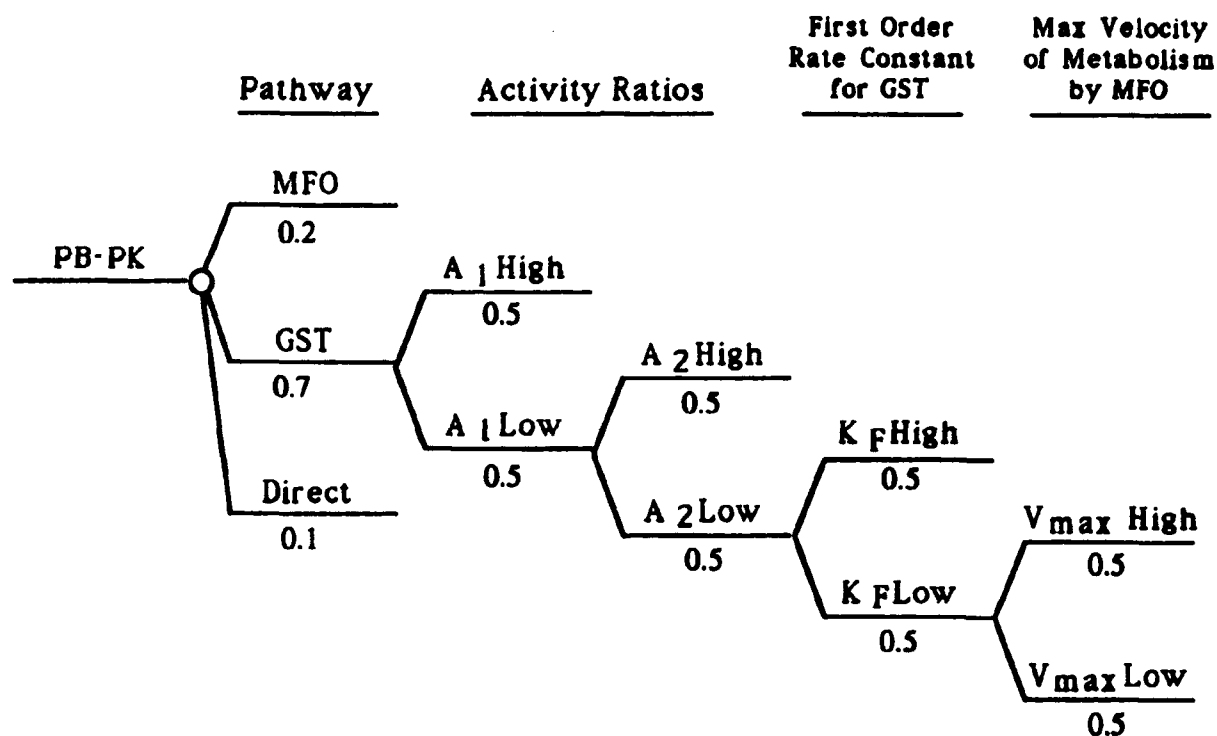 First Order
Rate Constant
for GST
Max Velocity
of Metabolism
by MFO
Pathway
Activity Ratios
MFO
0.2
PB-PK
A 1 High
0.5
GST
0.7
A 2 High
0.5
A 1 Low
0.5
K F High
0.5
Direct
0.1
A 2 Low
0.5
V max High
0.5
K F Low
0.5
V max Low
0.5